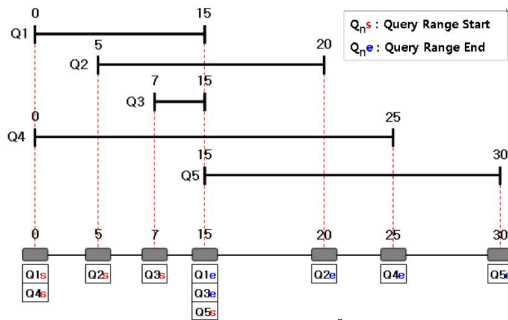 0 15
Q1
Qns : Query Range Start
Qne : Query Range End
5 20
Q2
7 15
Q3
0 25
Q4
15 30
Q5
0 5 7 15 20 25 30
Q1s Q2s Q3s Q1e Q2e Q4e Q5e
Q4s Q3e
Q5s